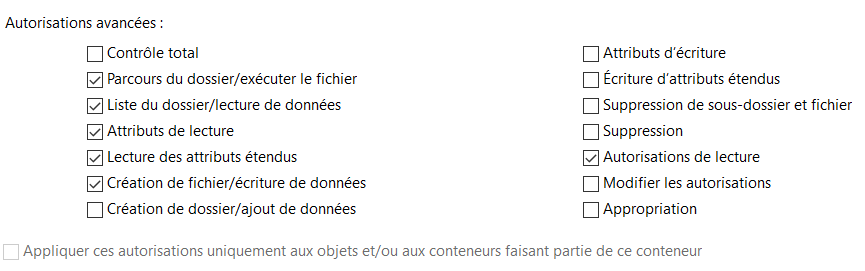 Autorisations avancées :
Contrôle total
Parcours du dossier/exécuter le fichier
Liste du dossier/lecture de données
Attributs de lecture
Lecture des attributs étendus
Création de fichier/écriture de données
Création de dossier/ajout de données
Attributs d'écriture
Écriture d'attributs étendus
Suppression de sous-dossier et fichier
Suppression
Autorisations de lecture
Modifier les autorisations
Appropriation
Appliquer ces autorisations uniquement aux objets et/ou aux conteneurs faisant partie de ce conteneur